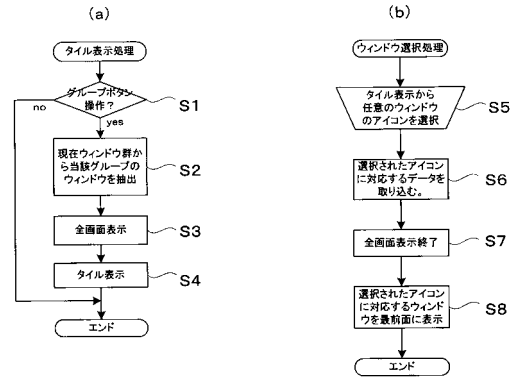 (a)
タイル表示処理
グループボタン
操作？
S1
no
yes
現在ウィンドウ群か
ら当該グループの
ウィンドウを抽出
S2
全画面表示
S3
タイル表示
S4
エンド
(b)
ウィンドウ選択処理
タイル表示から
任意のウィンドウ
のアイコンを選択
S5
選択されたアイコン
に対応するデータを
取り込む。
S6
全画面表示終了
S7
選択されたアイコン
に対応するウィンド
ウを最前面に表示
S8
エンド